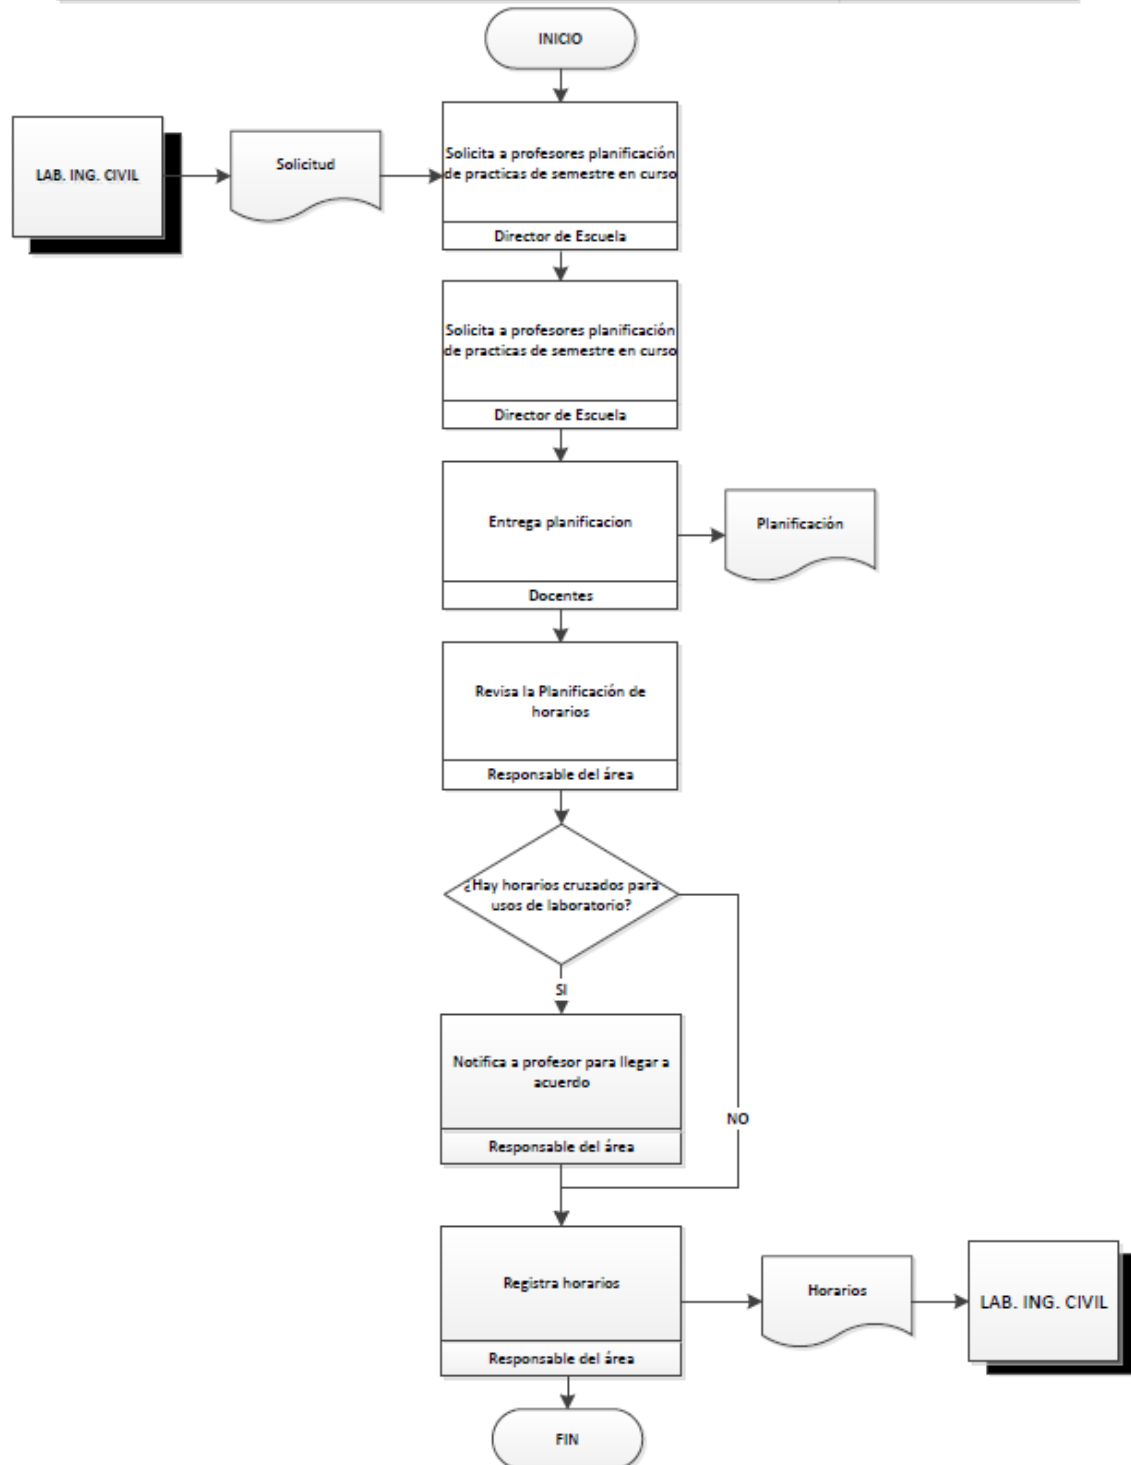 INICIO
LAB. ING. CIVIL
Solicitud
Solicita a profesores planificación
de practicas de semestre en curso
Director de Escuela
Solicita a profesores planificación
de practicas de semestre en curso
Director de Escuela
Entrega planificacion
Docentes
Planificación
Revisa la Planificación de
horarios
Responsable del área
¿Hay horarios cruzados para
usos de laboratorio?
SI
Notifica a profesor para llegar a
acuerdo
Responsable del área
NO
Registra horarios
Responsable del área
Horarios
LAB. ING. CIVIL
FIN